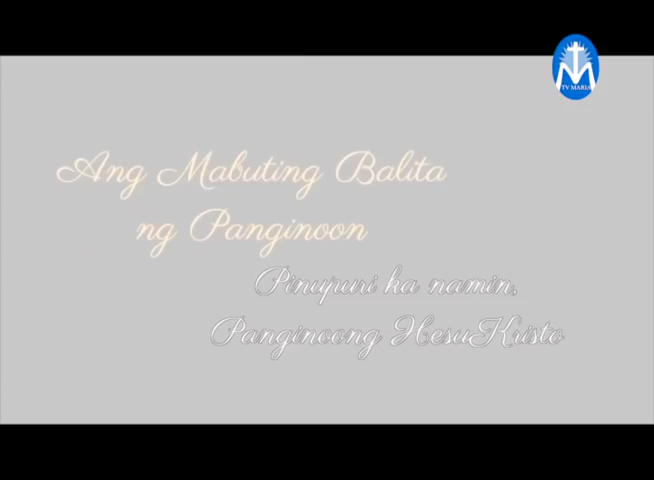 TV MARIA
Ang Mabuting Balita
ng Panginoon
Pinupuri ka namin,
Panginoong HesuKristo